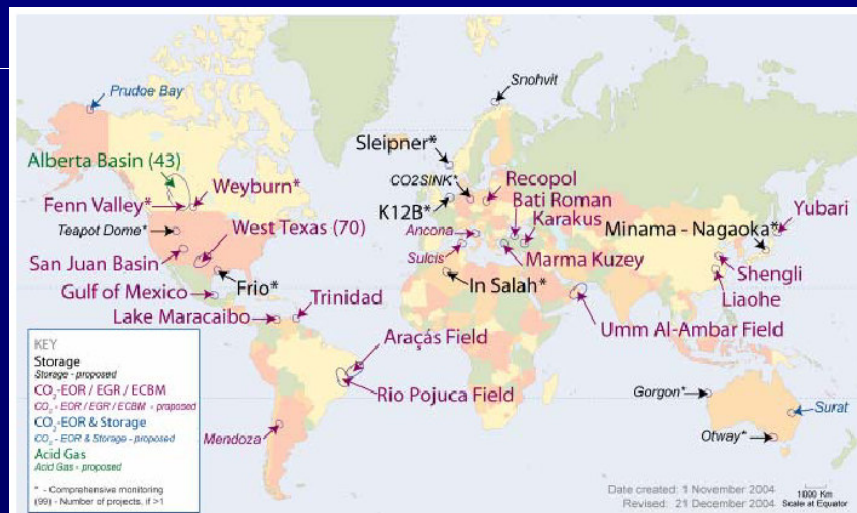 Snohvit
Prudoe Bay
Sleipner*
Alberta Basin (43)
CO2SINK*
Recopol
Weyburn*
Fenn Valley*
K12B*
Bati Roman
Yubari
Teapot Dome*
West Texas (70)
Ancona
Karakus
Minama - Nagaoka*
San Juan Basin
Sulcis
Marma Kuzey
Shengli
Frio*
In Salah*
Liaohe
Gulf of Mexico
Trinidad
Lake Maracaibo
Umm Al-Ambar Field
Araçás Field
Rio Pojuca Field
Gorgon*
Surat
Mendoza
Otway*
KEY
Storage
Storage - proposed
CO₂-EOR / EGR / ECBM
CO₂ - EOR / EGR / ECBM - proposed
CO₂-EOR & Storage
CO₂ - EOR & Storage - proposed
Acid Gas
Acid Gas - proposed
* - Comprehensive monitoring
(99) - Number of projects, if >1
Date created: 1 November 2004
Revised: 21 December 2004
1000 Km
Scale at Equator